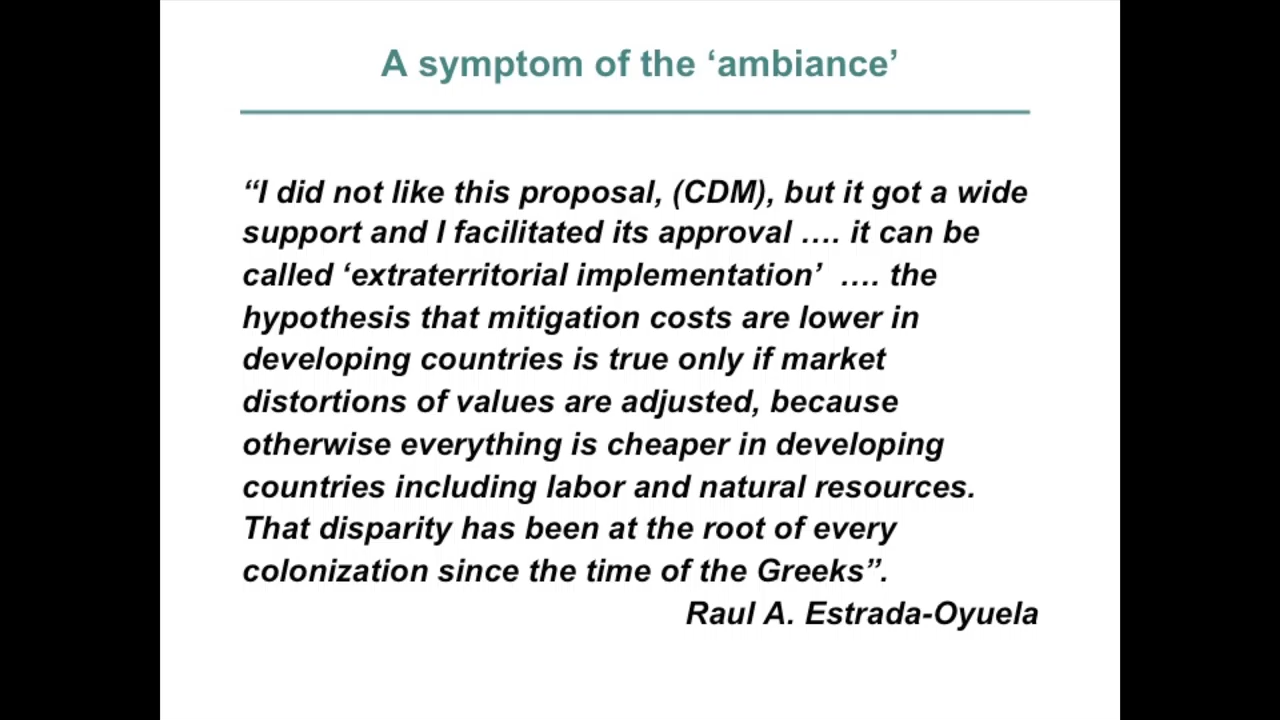 A symptom of the ‘ambiance’
“I did not like this proposal, (CDM), but it got a wide
support and I facilitated its approval …. it can be
called ‘extraterritorial implementation’  …. the
hypothesis that mitigation costs are lower in
developing countries is true only if market
distortions of values are adjusted, because
otherwise everything is cheaper in developing
countries including labor and natural resources.
That disparity has been at the root of every
colonization since the time of the Greeks”.
Raul A. Estrada-Oyuela